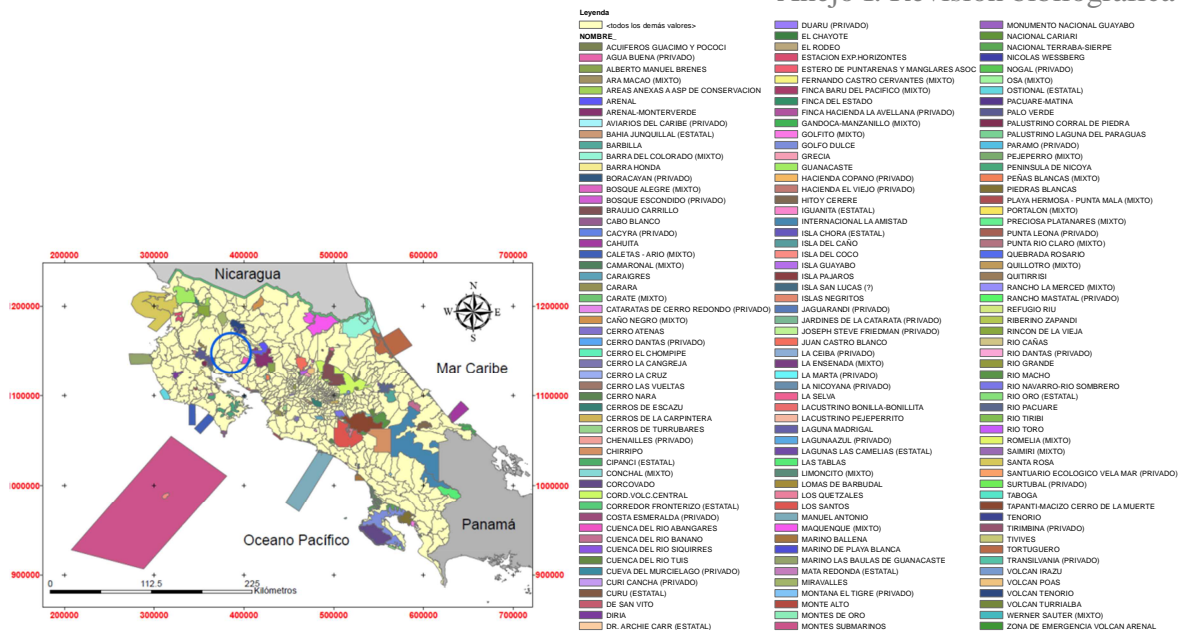 Anejo I. Revisión bibliográfica
Leyenda
<todos los demás valores>
NOMBRE_
ACUIFEROS GUACIMO Y POCOCI
AGUA BUENA (PRIVADO)
ALBERTO MANUEL BRENES
ARA MACAO (MIXTO)
AREAS ANEXAS A ASP DE CONSERVACION
ARENAL
ARENAL-MONTERVERDE
AVIARIOS DEL CARIBE (PRIVADO)
BAHIA JUNQUILLAL (ESTATAL)
BARBILLA
BARRA DEL COLORADO (MIXTO)
BARRA HONDA
BORACAYAN (PRIVADO)
BOSQUE ALEGRE (MIXTO)
BOSQUE ESCONDIDO (PRIVADO)
BRAULIO CARRILLO
CABO BLANCO
CACYRA (PRIVADO)
CAHUITA
CALETAS - ARIO (MIXTO)
CAMARONAL (MIXTO)
CARAIGRES
CARARA
CARATE (MIXTO)
CATARATAS DE CERRO REDONDO (PRIVADO)
CAÑO NEGRO (MIXTO)
CERRO ATENAS
CERRO DANTAS (PRIVADO)
CERRO EL CHOMPIPE
CERRO LA CANGREJA
CERRO LA CRUZ
CERRO LAS VUELTAS
CERRO NARA
CERROS DE ESCAZU
CERROS DE LA CARPINTERA
CERROS DE TURRUBARES
CHENAILLES (PRIVADO)
CHIRRIPO
CIPANCI (ESTATAL)
CONCHAL (MIXTO)
CORCOVADO
CORD.VOLC.CENTRAL
CORREDOR FRONTERIZO (ESTATAL)
COSTA ESMERALDA (PRIVADO)
CUENCA DEL RIO ABANGARES
CUENCA DEL RIO BANANO
CUENCA DEL RIO SIQUIRRES
CUENCA DEL RIO TUIS
CUEVA DEL MURCIELAGO (PRIVADO)
CURI CANCHA (PRIVADO)
CURU (ESTATAL)
DE SAN VITO
DIRIA
DR. ARCHIE CARR (ESTATAL)
DUARU (PRIVADO)
EL CHAYOTE
EL RODEO
ESTACION EXP.HORIZONTES
ESTERO DE PUNTARENAS Y MANGLARES ASOC
FERNANDO CASTRO CERVANTES (MIXTO)
FINCA BARU DEL PACIFICO (MIXTO)
FINCA DEL ESTADO
FINCA HACIENDA LA AVELLANA (PRIVADO)
GANDOCA-MANZANILLO (MIXTO)
GOLFITO (MIXTO)
GOLFO DULCE
GRECIA
GUANACASTE
HACIENDA COPANO (PRIVADO)
HACIENDA EL VIEJO (PRIVADO)
HITOY CERERE
IGUANITA (ESTATAL)
INTERNACIONAL LA AMISTAD
ISLA CHORA (ESTATAL)
ISLA DEL CAÑO
ISLA DEL COCO
ISLA GUAYABO
ISLA PAJAROS
ISLA SAN LUCAS (?)
ISLAS NEGRITOS
JAGUARANDI (PRIVADO)
JARDINES DE LA CATARATA (PRIVADO)
JOSEPH STEVE FRIEDMAN (PRIVADO)
JUAN CASTRO BLANCO
LA CEIBA (PRIVADO)
LA ENSENADA (MIXTO)
LA MARTA (PRIVADO)
LA NICOYANA (PRIVADO)
LA SELVA
LACUSTRINO BONILLA-BONILLITA
LACUSTRINO PEJEPERRITO
LAGUNA MADRIGAL
LAGUNAAZUL (PRIVADO)
LAGUNAS LAS CAMELIAS (ESTATAL)
LAS TABLAS
LIMONCITO (MIXTO)
LOMAS DE BARBUDAL
LOS QUETZALES
LOS SANTOS
MANUEL ANTONIO
MAQUENQUE (MIXTO)
MARINO BALLENA
MARINO DE PLAYA BLANCA
MARINO LAS BAULAS DE GUANACASTE
MATA REDONDA (ESTATAL)
MIRAVALLES
MONTANA EL TIGRE (PRIVADO)
MONTE ALTO
MONTES DE ORO
MONTES SUBMARINOS
MONUMENTO NACIONAL GUAYABO
NACIONAL CARIARI
NACIONAL TERRABA-SIERPE
NICOLAS WESSBERG
NOGAL (PRIVADO)
OSA (MIXTO)
OSTIONAL (ESTATAL)
PACUARE-MATINA
PALO VERDE
PALUSTRINO CORRAL DE PIEDRA
PALUSTRINO LAGUNA DEL PARAGUAS
PARAMO (PRIVADO)
PEJEPERRO (MIXTO)
PENINSULA DE NICOYA
PEÑAS BLANCAS (MIXTO)
PIEDRAS BLANCAS
PLAYA HERMOSA - PUNTA MALA (MIXTO)
PORTALON (MIXTO)
PRECIOSA PLATANARES (MIXTO)
PUNTA LEONA (PRIVADO)
PUNTA RIO CLARO (MIXTO)
QUEBRADA ROSARIO
QUILLOTRO (MIXTO)
QUITIRRISI
RANCHO LA MERCED (MIXTO)
RANCHO MASTATAL (PRIVADO)
REFUGIO RIU
RIBERINO ZAPANDI
RINCON DE LA VIEJA
RIO CAÑAS
RIO DANTAS (PRIVADO)
RIO GRANDE
RIO MACHO
RIO NAVARRO-RIO SOMBRERO
RIO ORO (ESTATAL)
RIO PACUARE
RIO TIRIBI
RIO TORO
ROMELIA (MIXTO)
SAIMIRI (MIXTO)
SANTA ROSA
SANTUARIO ECOLOGICO VELA MAR (PRIVADO)
SURTUBAL (PRIVADO)
TABOGA
TAPANTI-MACIZO CERRO DE LA MUERTE
TENORIO
TIRIMBINA (PRIVADO)
TIVIVES
TORTUGUERO
TRANSILVANIA (PRIVADO)
VOLCAN IRAZU
VOLCAN POAS
VOLCAN TENORIO
VOLCAN TURRIALBA
WERNER SAUTER (MIXTO)
ZONA DE EMERGENCIA VOLCAN ARENAL
200000 300000 400000 500000 600000 700000
Nicaragua
N
W E
S
1200000 1200000
Mar Caribe
1100000 1100000
1000000 1000000
Panamá
Oceano Pacífico
900000 900000
0 112.5 225
Kilómetros
200000 300000 400000 500000 600000 700000